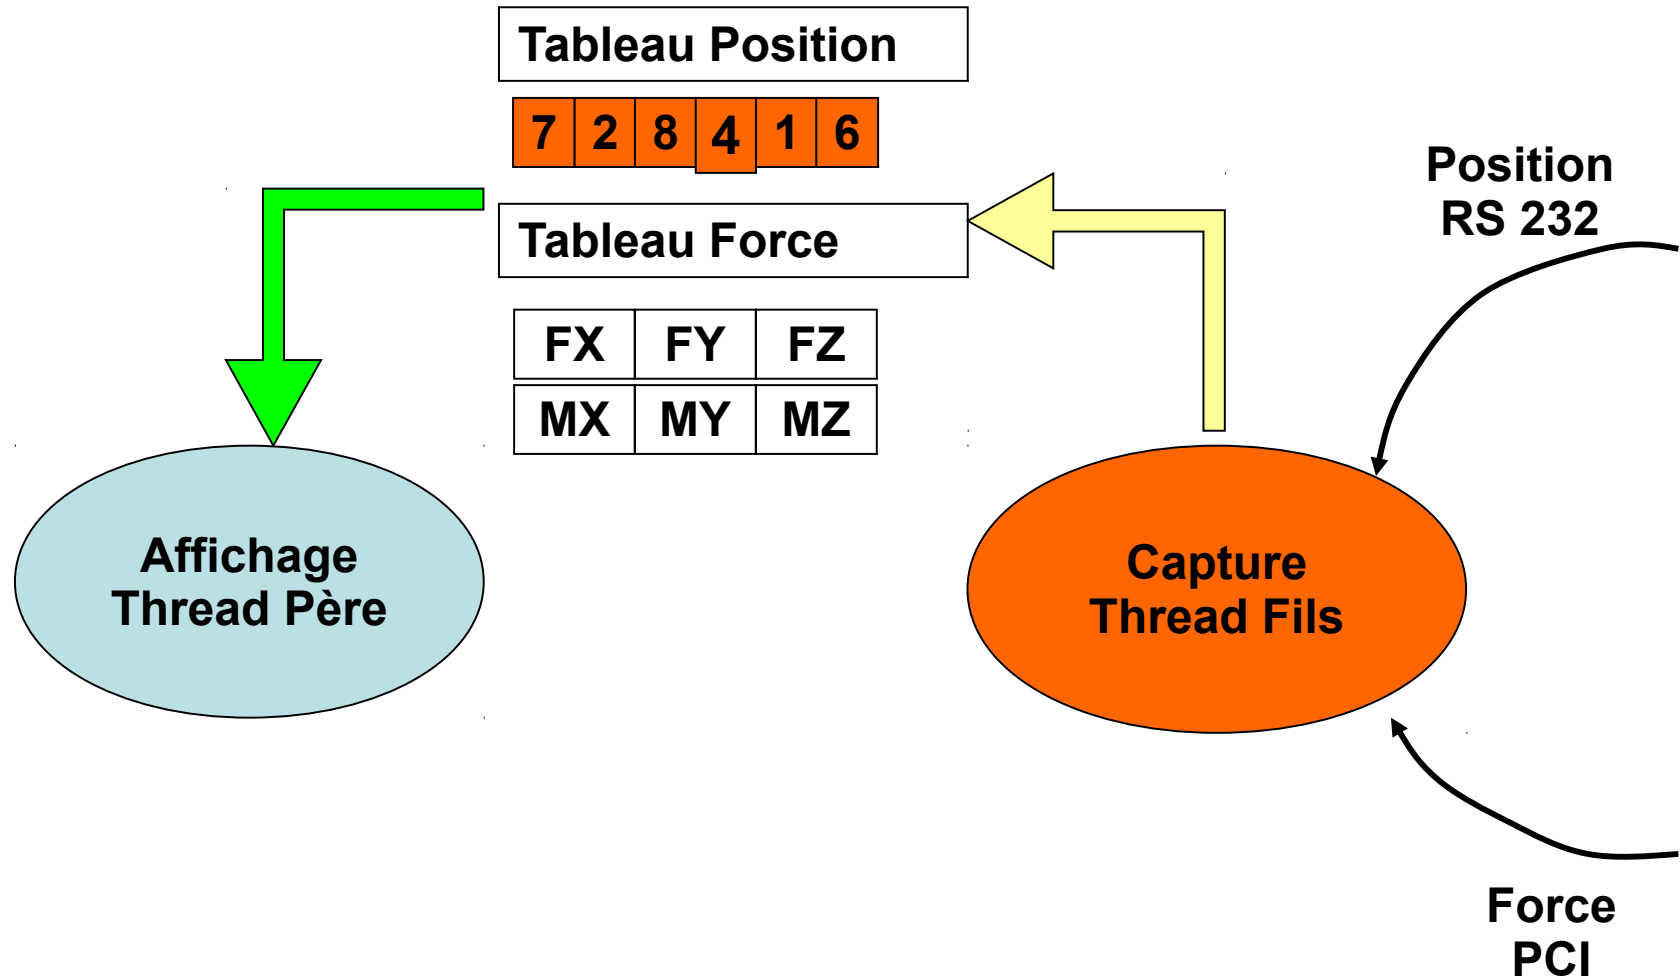 Tableau Position
7 2 8 4 1 6
Position
RS 232
Tableau Force
FX FY FZ
MX MY MZ
Affichage
Thread Père
Capture
Thread Fils
Force
PCI